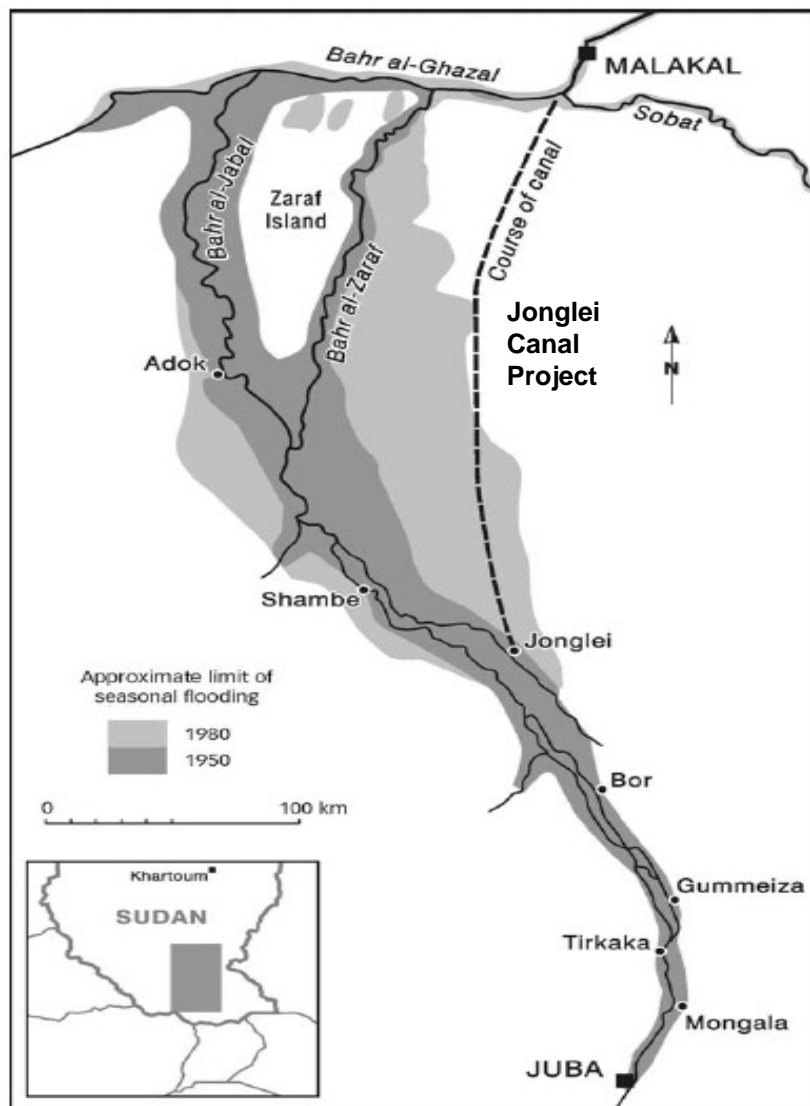 Bahr al-Ghazal
MALAKAL
Sobat
Bahr al-Jabal
Zaraf
Island
Bahr al-Zaraf
Course of canal
Jonglei
Canal
Project
N
Adok
Shambe
Jonglei
Approximate limit of
seasonal flooding
1980
1950
0 100 km
Bor
Khartoum
SUDAN
Gummeiza
Tirkaka
Mongala
JUBA